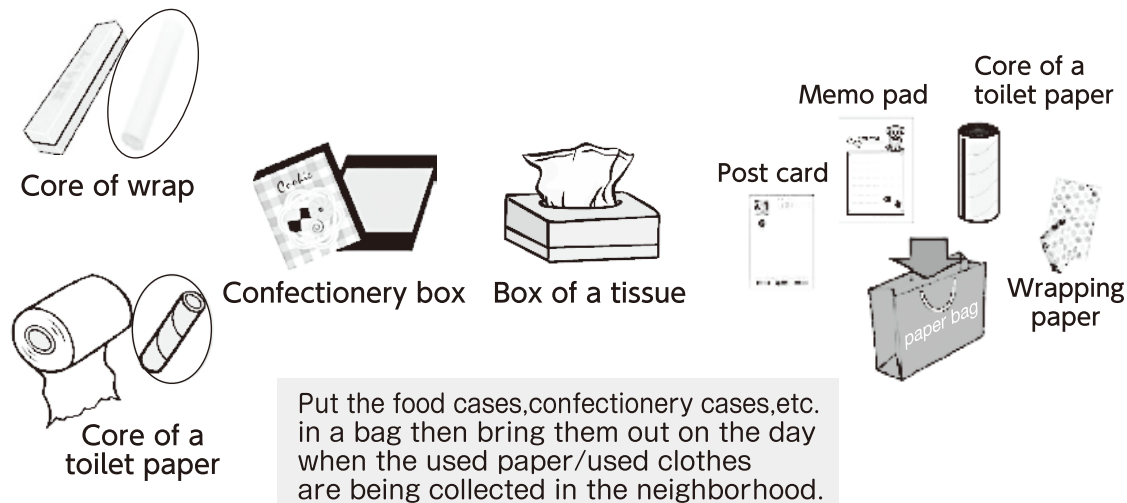 Core of wrap
Cookie
Confectionery box
Box of a tissue
Core of a
toilet paper
Memo pad
Core of a
toilet paper
Post card
Wrapping
paper
paper bag
Put the food cases,confectionery cases,etc.
in a bag then bring them out on the day
when the used paper/used clothes
are being collected in the neighborhood.